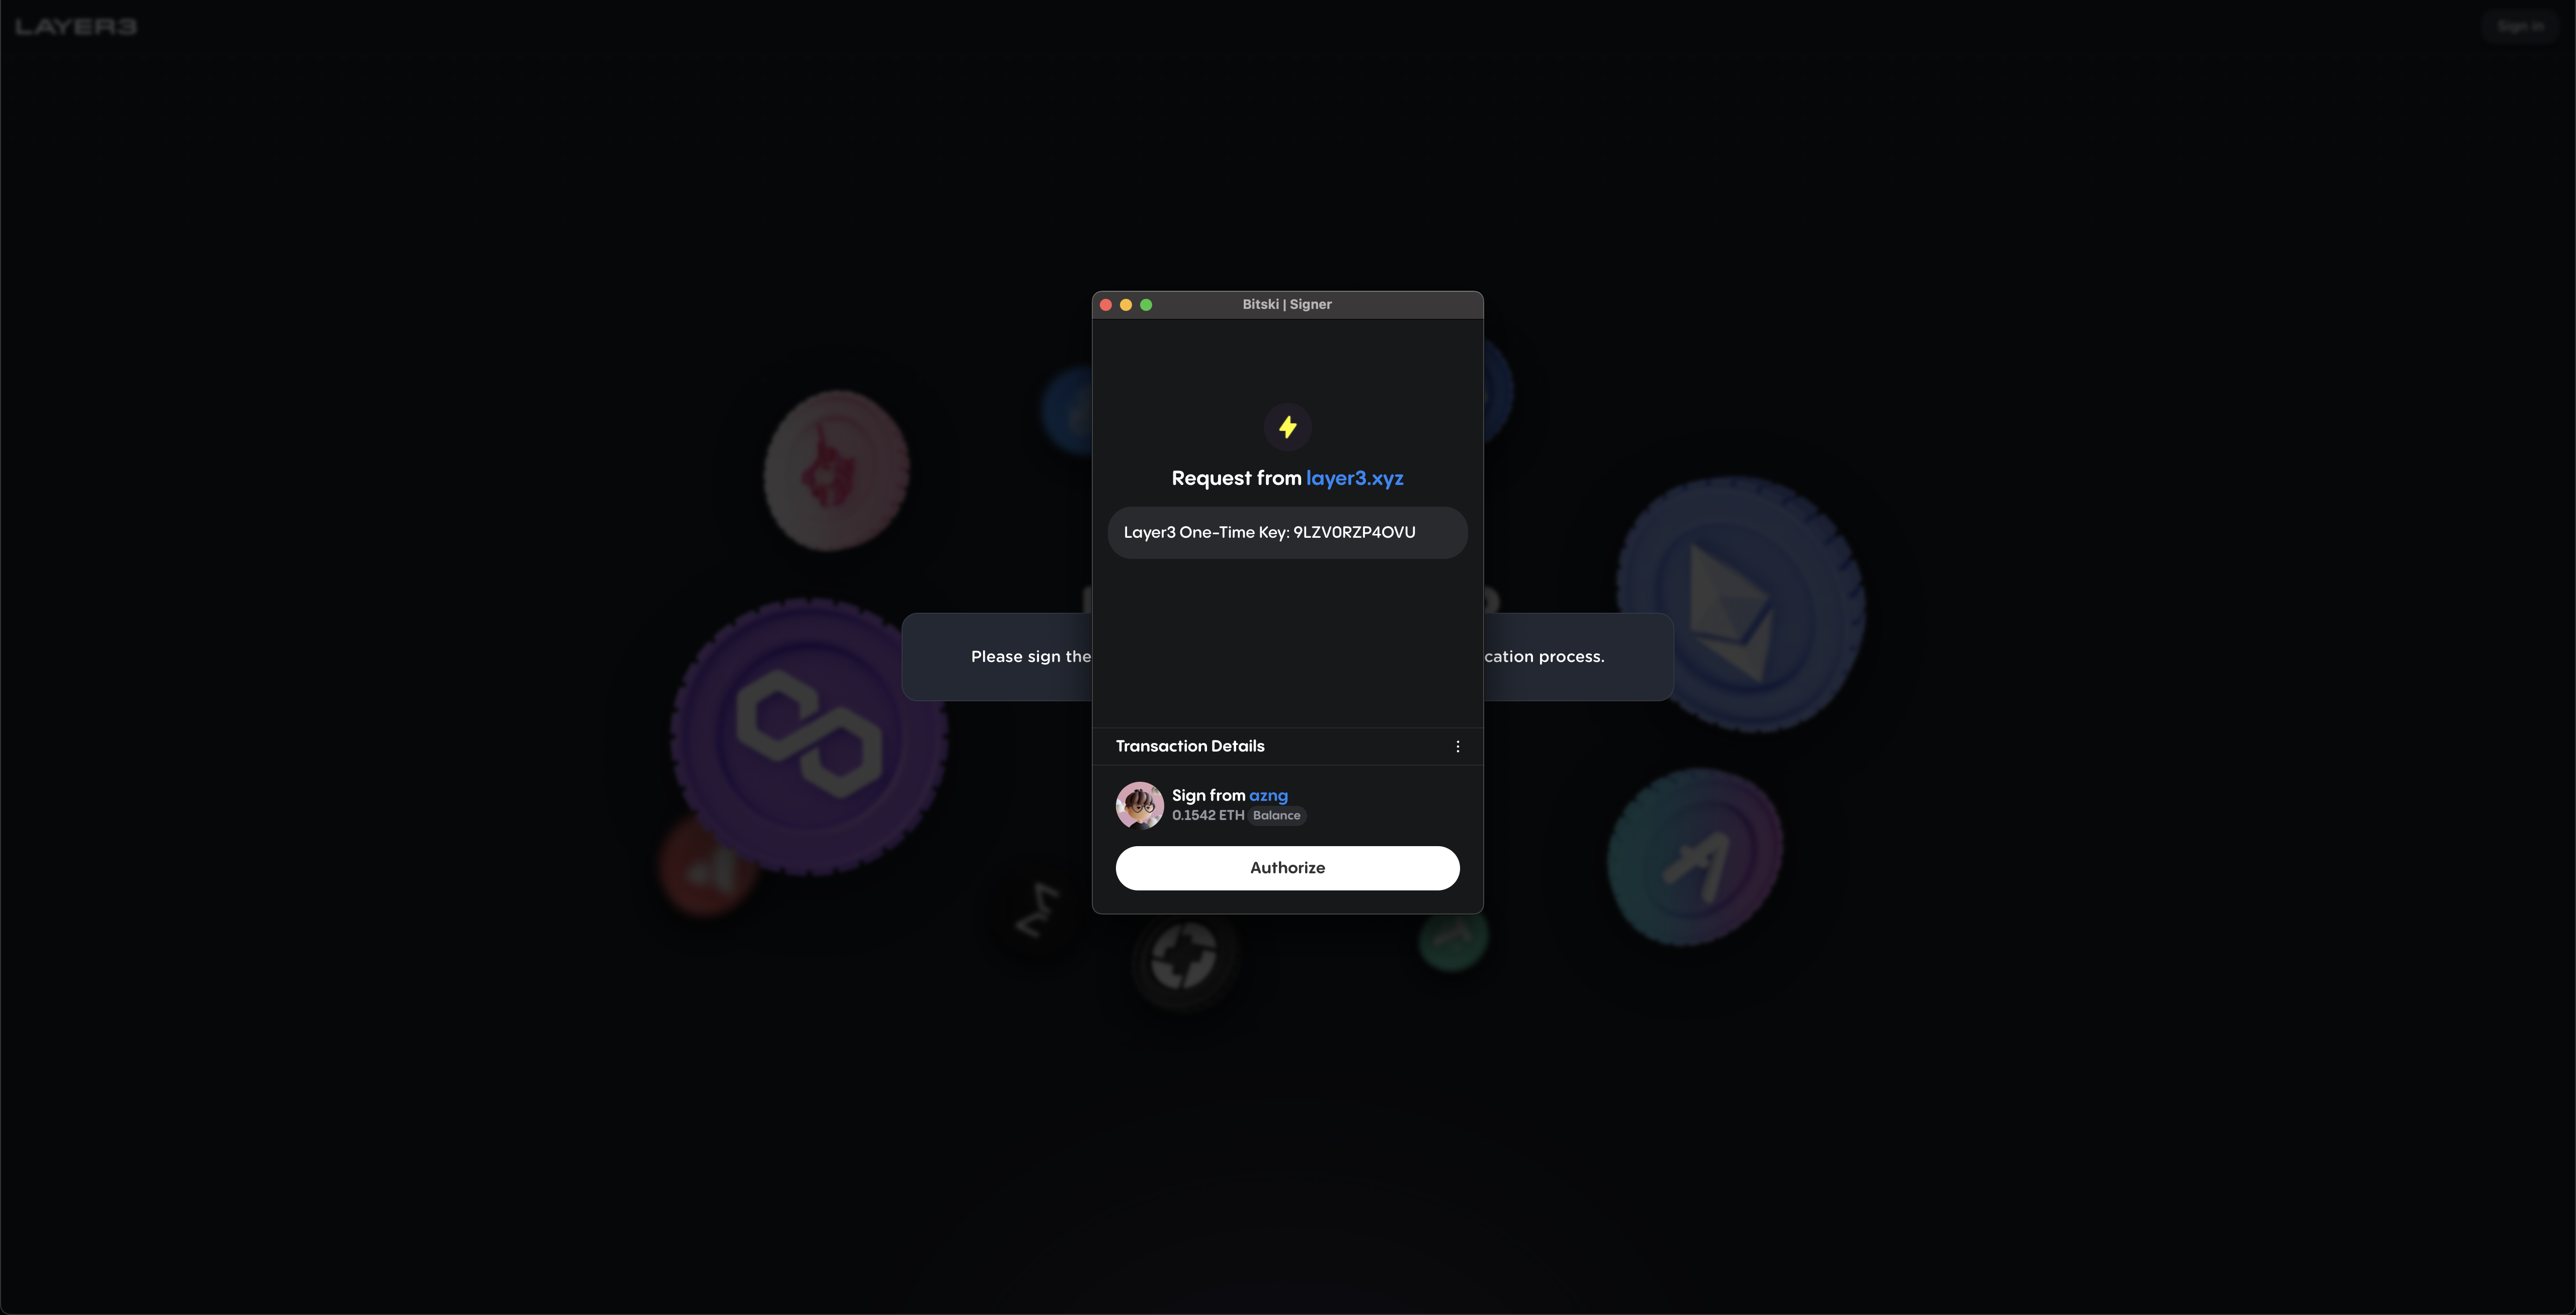 LAYER3
Sign in
Bitski | Signer
Request from layer3.xyz
Layer3 One-Time Key: 9LZV0RZP4OVU
Please sign the
cation process.
Transaction Details
Sign from azng
0.1542 ETH Balance
Authorize